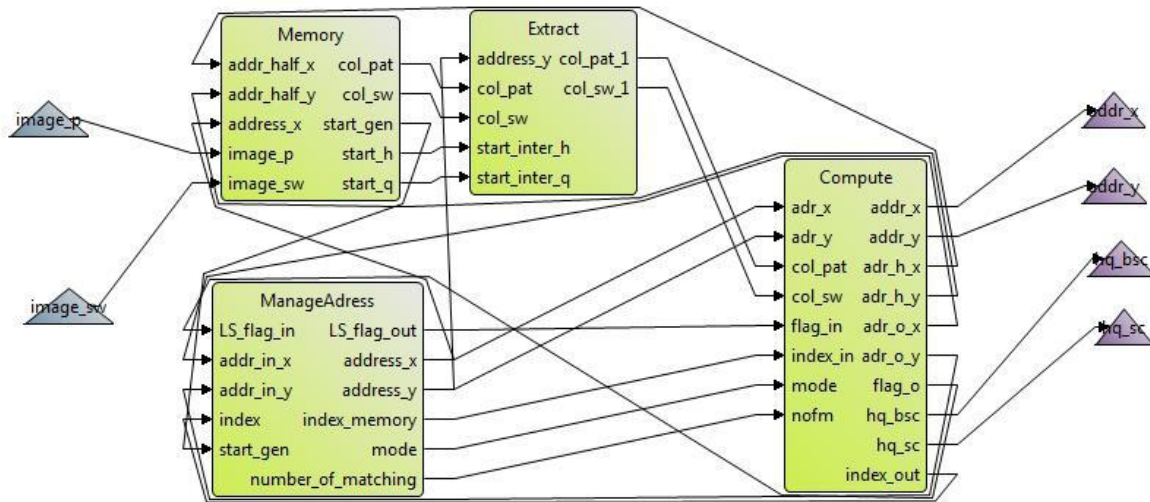 Memory
addr_half_x col_pat
addr_half_y col_sw
address_x start_gen
image_p start_h
image_sw start_q
Extract
address_y col_pat_1
col_pat col_sw_1
col_sw
start_inter_h
start_inter_q
image_p
image_sw
ManageAdress
LS_flag_in LS_flag_out
addr_in_x address_x
addr_in_y address_y
index index_memory
start_gen mode
number_of_matching
Compute
adr_x addr_x
adr_y addr_y
col_pat adr_h_x
col_sw adr_h_y
flag_in adr_o_x
index_in adr_o_y
mode flag_o
nofm hq_bsc
hq_sc
index_out
addr_x
addr_y
hq_bsc
hq_sc